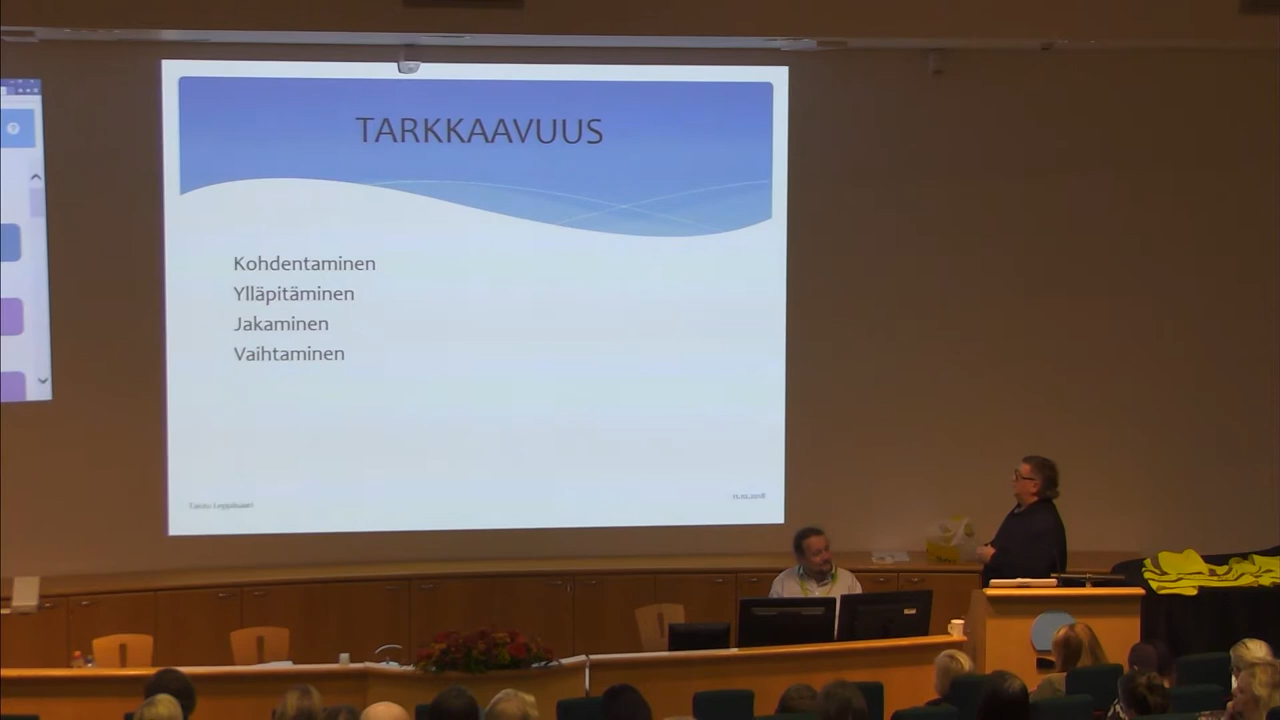 TARKKAAVUUS
Kohdentaminen
Ylläpitäminen
Jakaminen
Vaihtaminen